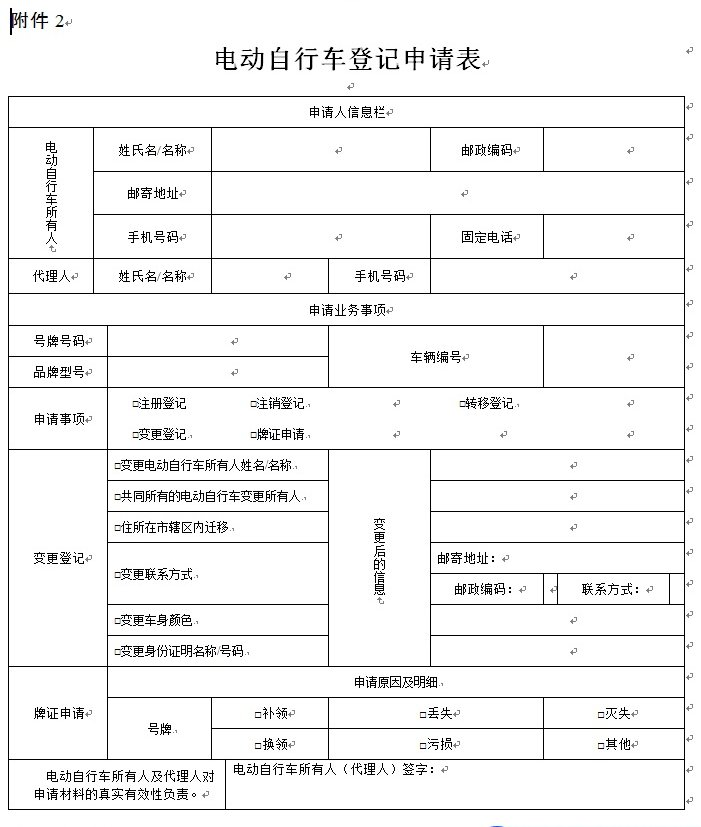 附件 2
电动自行车登记申请表
申请人信息栏
电动自行车所有人
姓氏名/名称
邮政编码
邮寄地址
手机号码
固定电话
代理人
姓氏名/名称
手机号码
申请业务事项
号牌号码
车辆编号
品牌型号
申请事项
□注册登记 □注销登记 □转移登记
□变更登记 □牌证申请
变更登记
□变更电动自行车所有人姓名/名称
□共同所有的电动自行车变更所有人
□住所在市辖区内迁移
□变更联系方式
□变更车身颜色
□变更身份证明名称/号码
变更后的信息
邮寄地址：
邮政编码： 联系方式：
牌证申请
申请原因及明细
号牌
□补领 □丢失 □灭失
□换领 □污损 □其他
电动自行车所有人及代理人对
申请材料的真实有效性负责。
电动自行车所有人（代理人）签字：